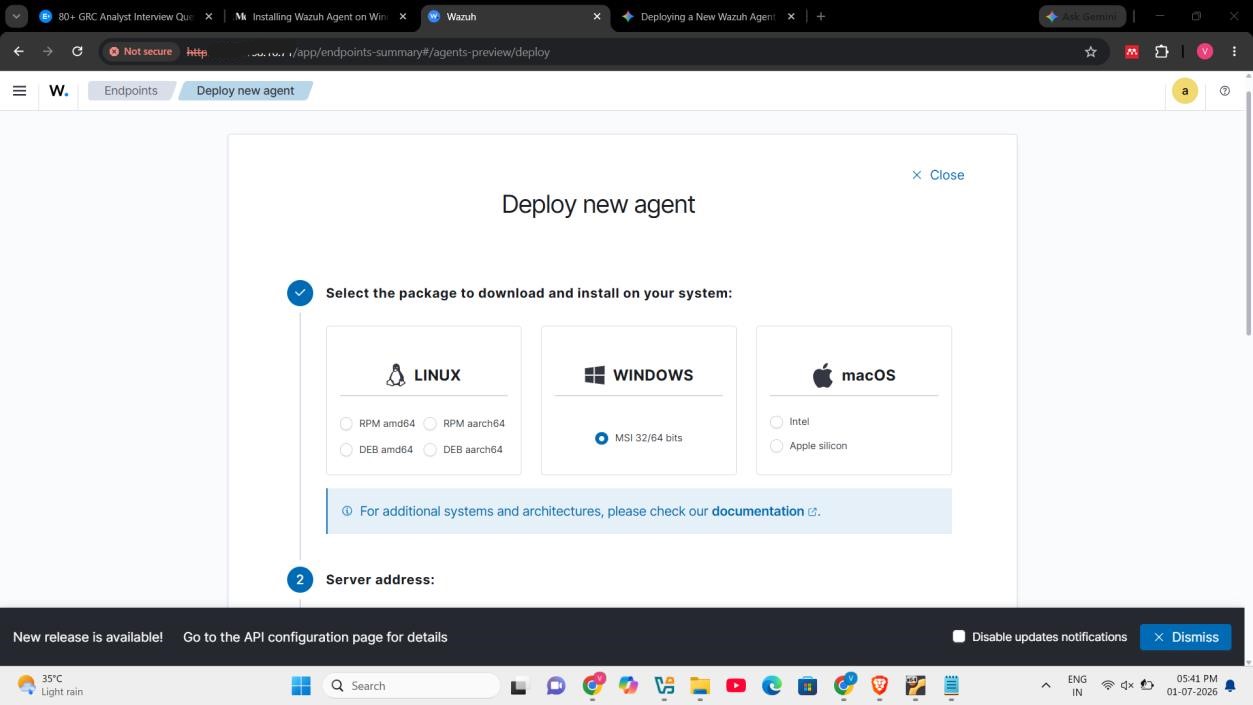 80+ GRC Analyst Interview Que
Installing Wazuh Agent on Win
Wazuh
Deploying a New Wazuh Agent
Ask Gemini
Not secure
http
/app/endpoints-summary#/agents-preview/deploy
V
W.
Endpoints
Deploy new agent
a
Close
Deploy new agent
Select the package to download and install on your system:
LINUX
RPM amd64
RPM aarch64
DEB amd64
DEB aarch64
WINDOWS
MSI 32/64 bits
macOS
Intel
Apple silicon
For additional systems and architectures, please check our documentation.
2
Server address:
New release is available! Go to the API configuration page for details
Disable updates notifications
Dismiss
35°C
Light rain
Search
ENG
IN
05:41 PM
01-07-2026